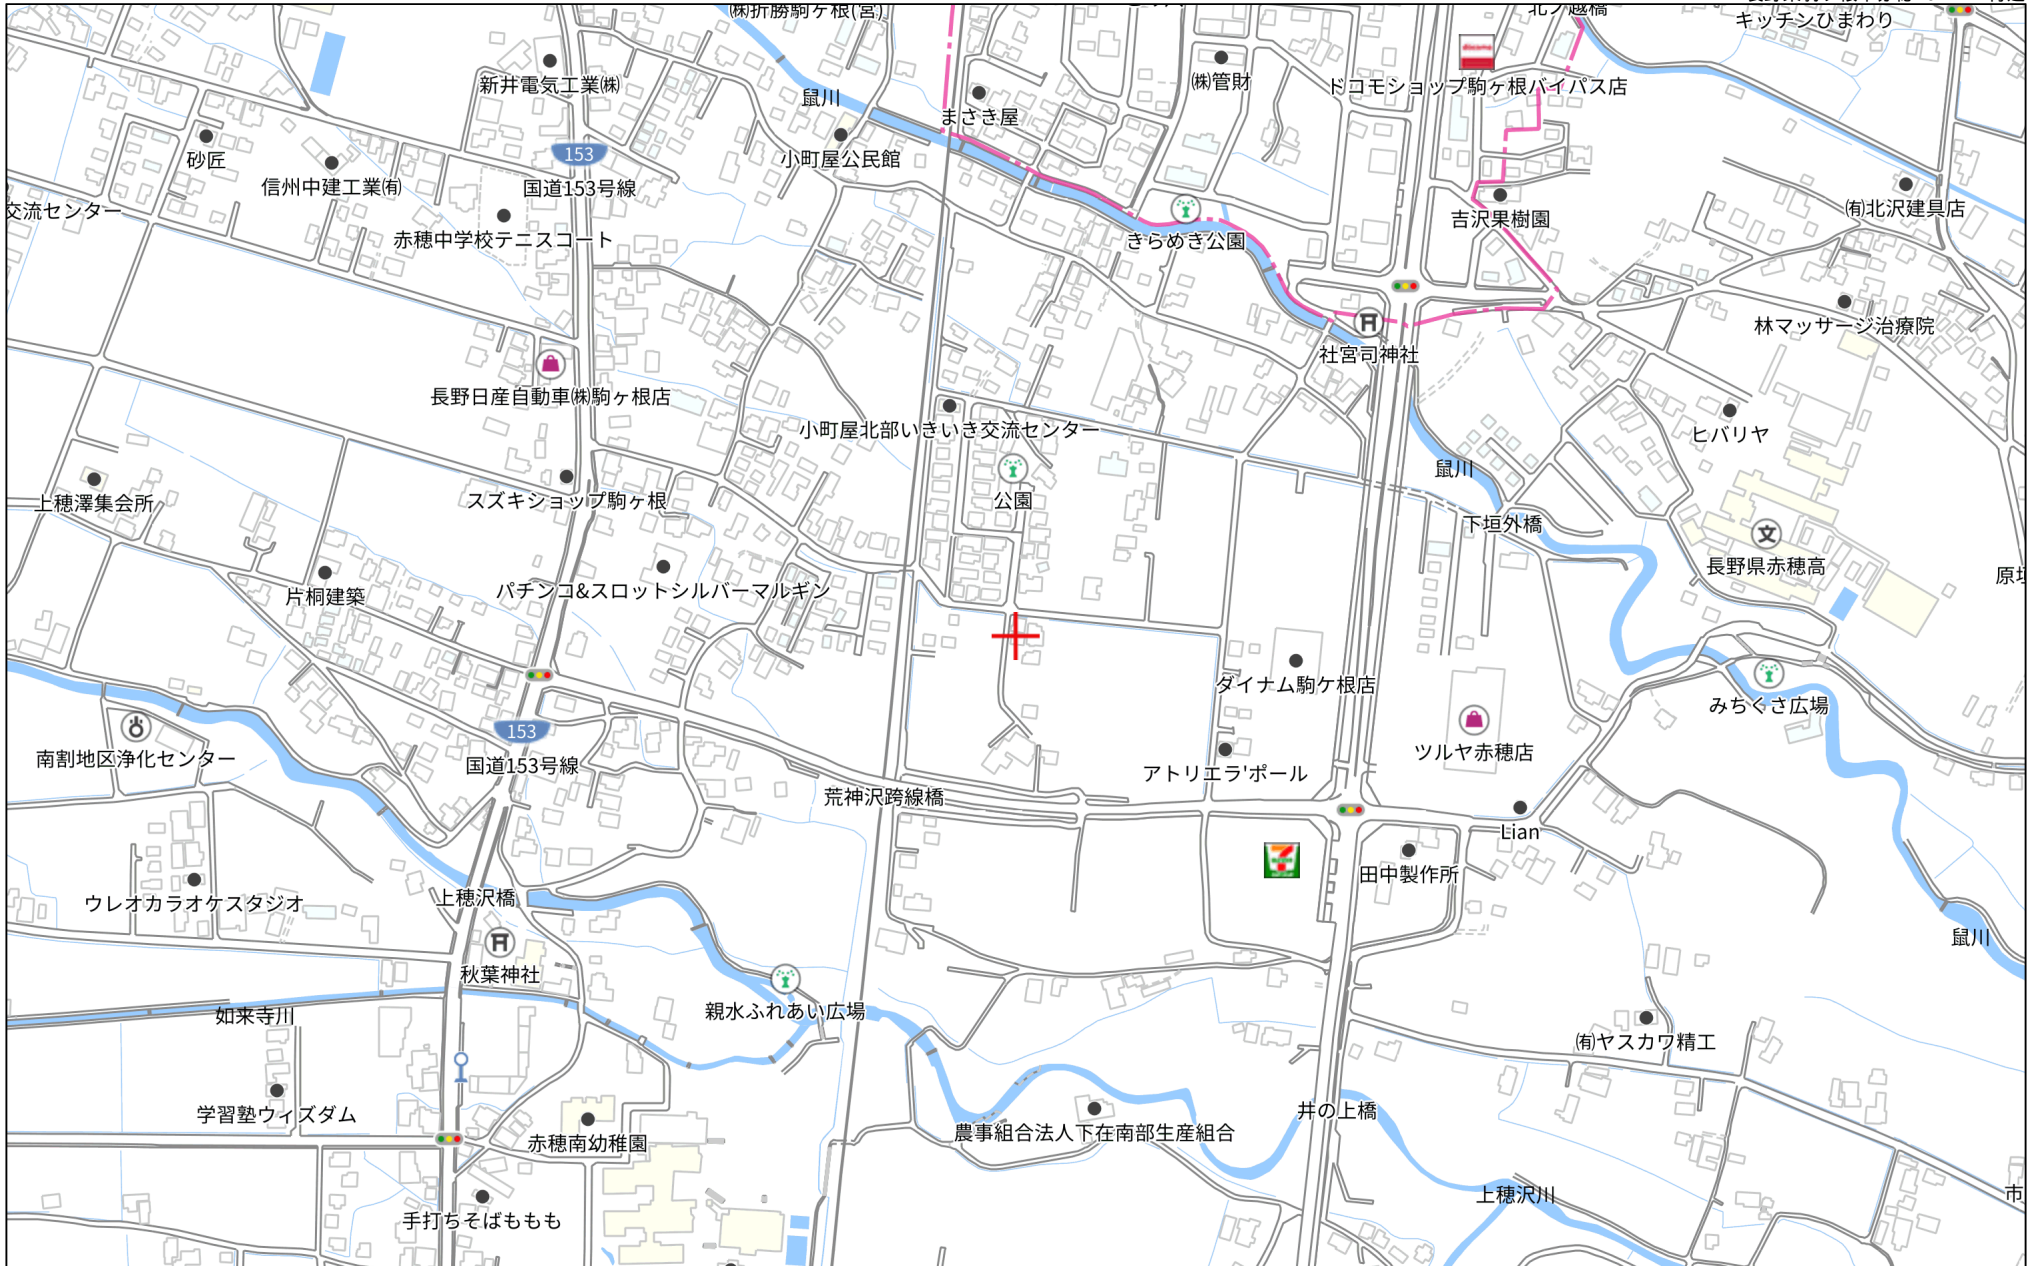 ㈱折勝駒ケ根(営)
北ノ越橋
キッチンひまわり
新井電気工業㈱
鼠川
まさき屋
㈱管財
ドコモショップ駒ヶ根バイパス店
砂匠
信州中建工業㈲
153
国道153号線
小町屋公民館
交流センター
赤穂中学校テニスコート
きらめき公園
吉沢果樹園
㈲北沢建具店
林マッサージ治療院
社宮司神社
長野日産自動車㈱駒ヶ根店
小町屋北部いきいき交流センター
ヒバリヤ
鼠川
上穂澤集会所
スズキショップ駒ヶ根
公園
下垣外橋
長野県赤穂高
原垣
片桐建築
パチンコ&スロットシルバーマルギン
ダイナム駒ケ根店
みちくさ広場
153
国道153号線
南割地区浄化センター
ツルヤ赤穂店
アトリエラ'ポール
荒神沢跨線橋
Lian
田中製作所
ウレオカラオケスタジオ
上穂沢橋
鼠川
秋葉神社
如来寺川
親水ふれあい広場
㈲ヤスカワ精工
学習塾ウィズダム
赤穂南幼稚園
農事組合法人下在南部生産組合
井の上橋
上穂沢川
市
手打ちそばももも